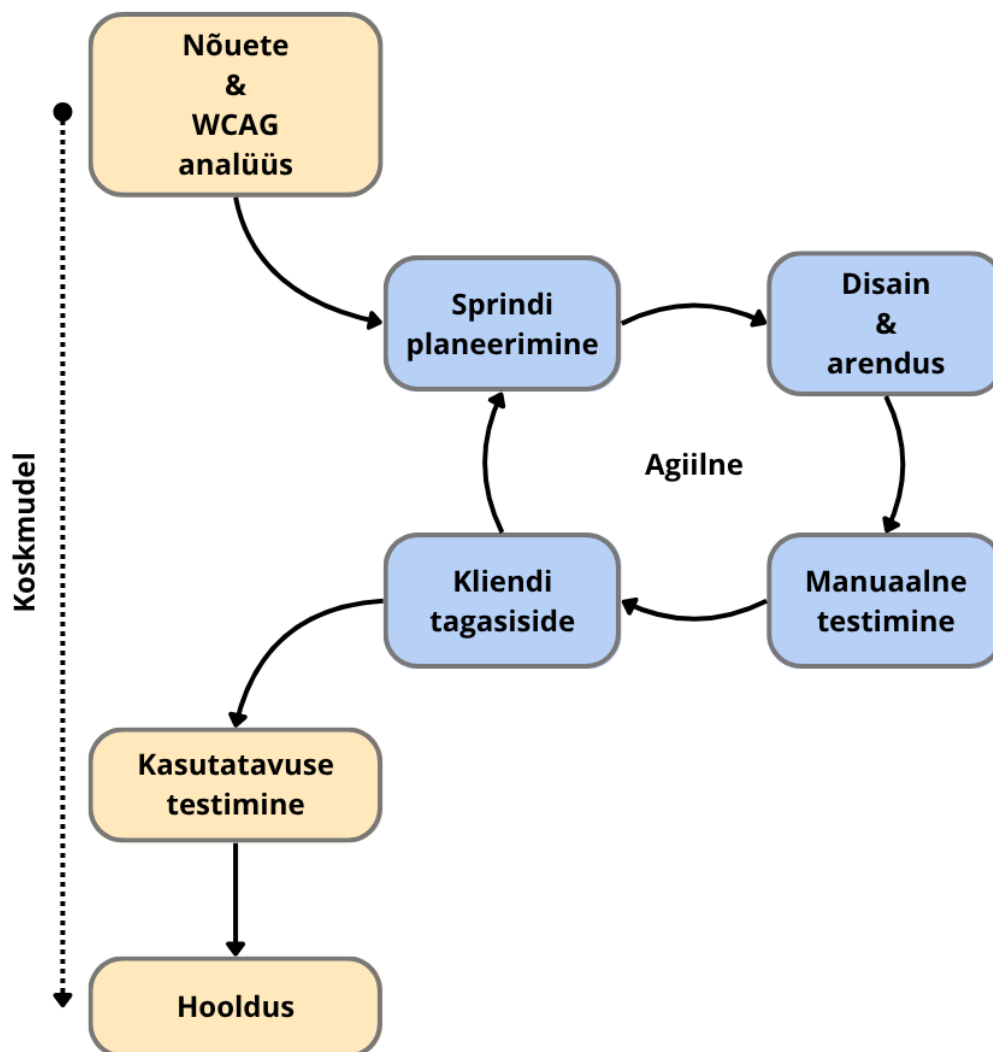 Nõuete
&
WCAG
analüüs
Sprindi
planeerimine
Disain
&
arendus
Agiilne
Koskmudel
Kliendi
tagasiside
Manuaalne
testimine
Kasutatavuse
testimine
Hooldus